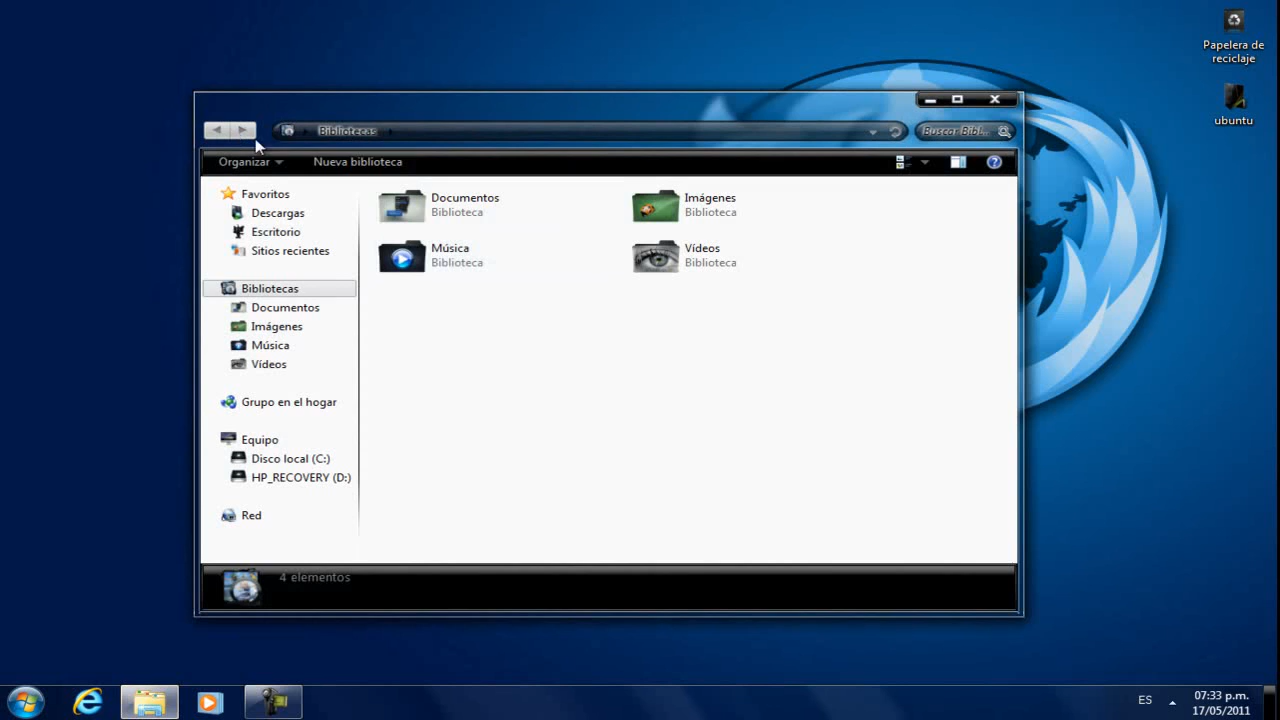 Papelera de
reciclaje
ubuntu
Bibliotecas
Buscar Bibl...
Organizar
Nueva biblioteca
Favoritos
Descargas
Escritorio
Sitios recientes
Bibliotecas
Documentos
Imágenes
Música
Vídeos
Grupo en el hogar
Equipo
Disco local (C:)
HP_RECOVERY (D:)
Red
Documentos
Biblioteca
Imágenes
Biblioteca
Música
Biblioteca
Vídeos
Biblioteca
4 elementos
ES
07:33 p.m.
17/05/2011